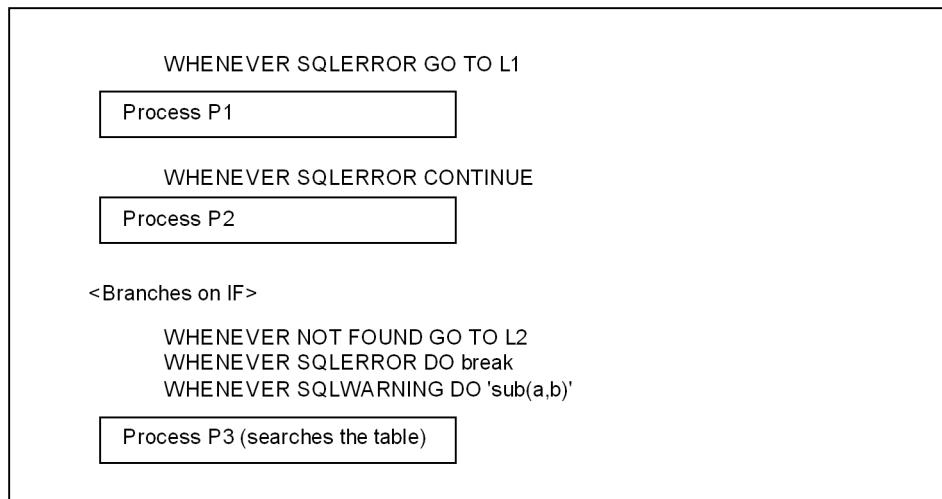 WHENEVER SQLERROR GO TO L1
Process P1
WHENEVER SQLERROR CONTINUE
Process P2
<Branches on IF>
WHENEVER NOT FOUND GO TO L2
WHENEVER SQLERROR DO break
WHENEVER SQLWARNING DO 'sub(a,b)'
Process P3 (searches the table)